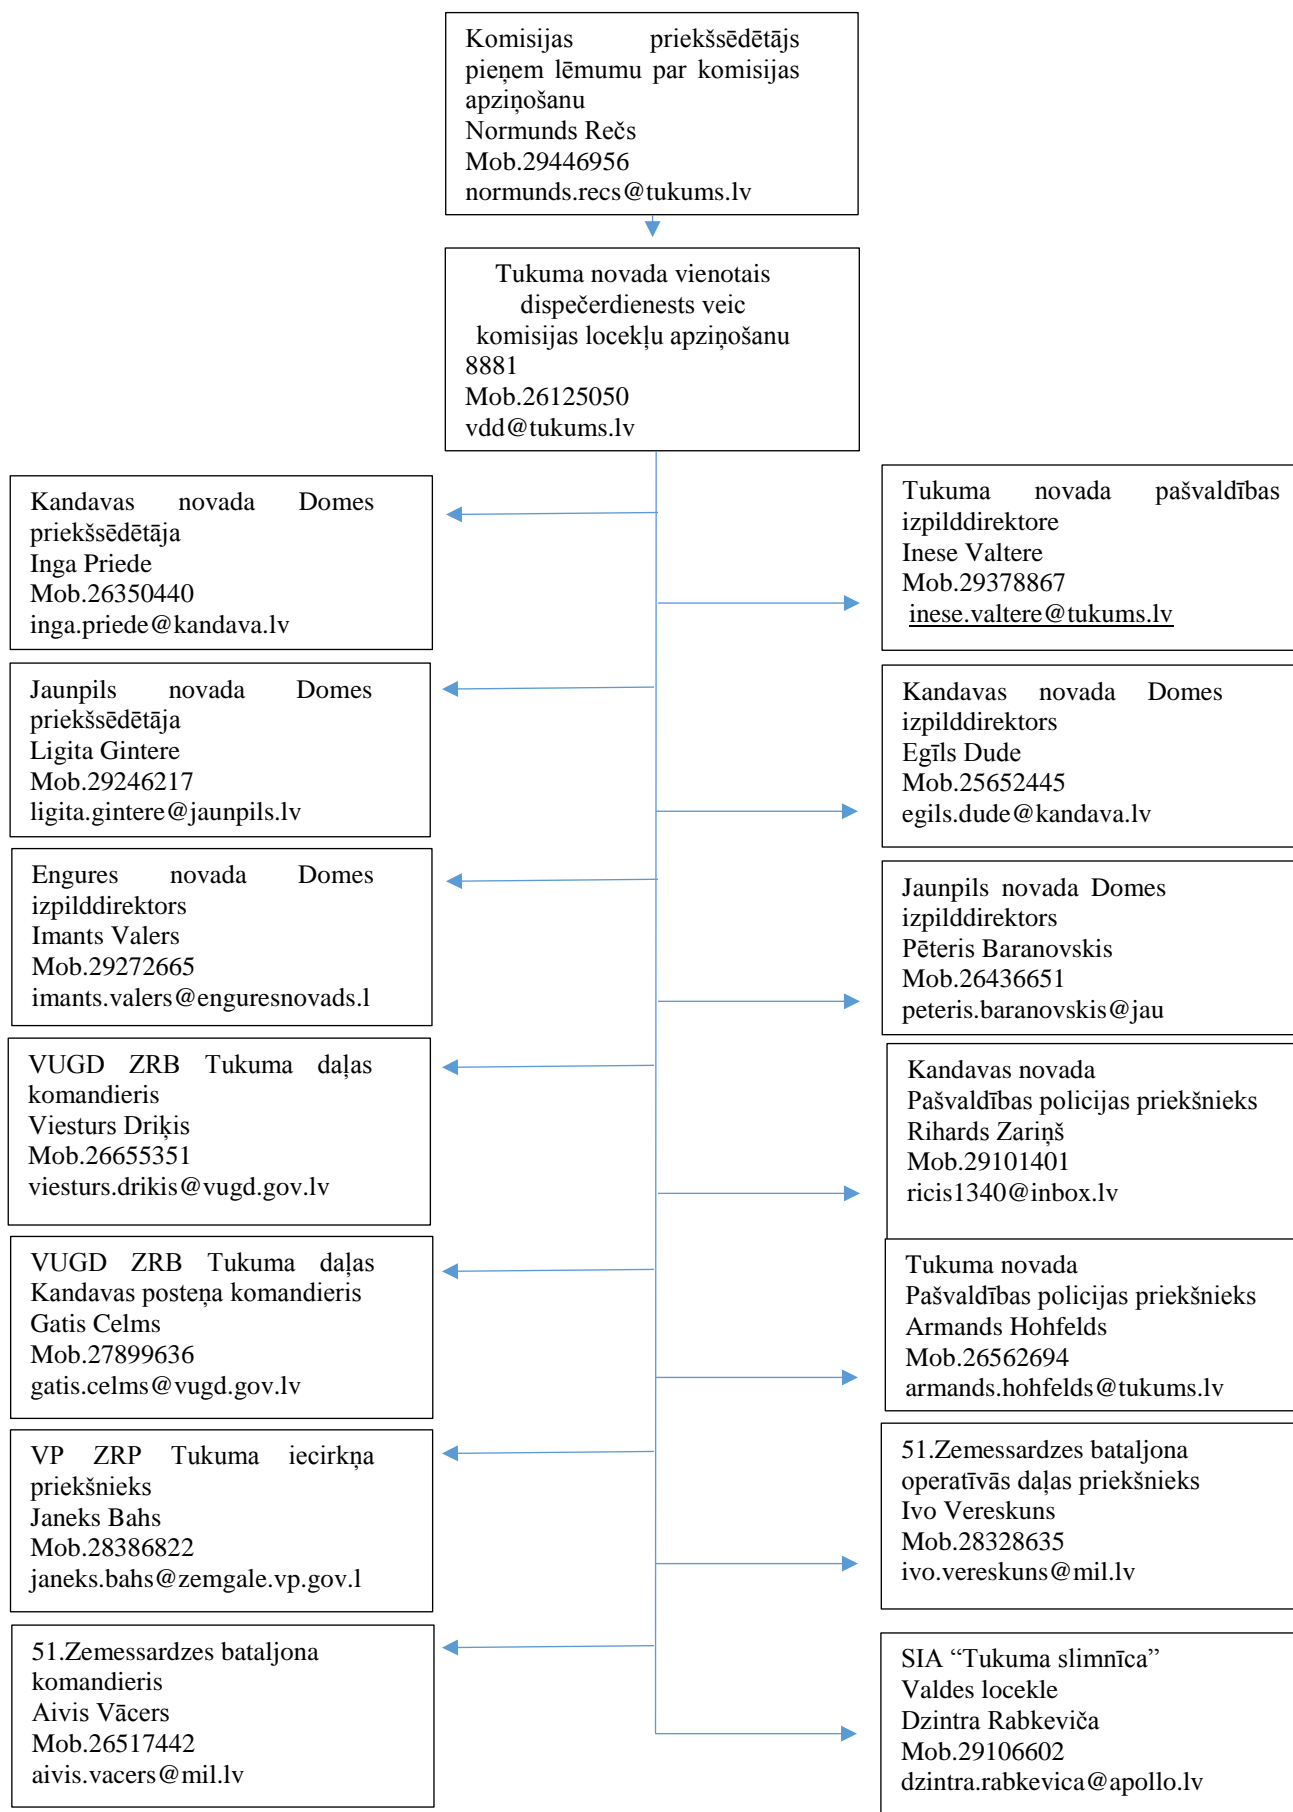 Komisijas priekšsēdētājs
pieņem lēmumu par komisijas
apziņošanu
Normunds Rečs
Mob.29446956
normunds.recs@tukums.lv
Tukuma novada vienotais
dispečerdienests veic
komisijas locekļu apziņošanu
8881
Mob.26125050
vdd@tukums.lv
Kandavas novada Domes
priekšsēdētāja
Inga Priede
Mob.26350440
inga.priede@kandava.lv
Tukuma novada pašvaldības
izpilddirektore
Inese Valtere
Mob.29378867
inese.valtere@tukums.lv
Jaunpils novada Domes
priekšsēdētāja
Ligita Gintere
Mob.29246217
ligita.gintere@jaunpils.lv
Kandavas novada Domes
izpilddirektors
Egīls Dude
Mob.25652445
egils.dude@kandava.lv
Engures novada Domes
izpilddirektors
Imants Valers
Mob.29272665
imants.valers@enguresnovads.l
Jaunpils novada Domes
izpilddirektors
Pēteris Baranovskis
Mob.26436651
peteris.baranovskis@jau
VUGD ZRB Tukuma daļas
komandieris
Viesturs Driķis
Mob.26655351
viesturs.drikis@vugd.gov.lv
Kandavas novada
Pašvaldības policijas priekšnieks
Rihards Zariņš
Mob.29101401
ricis1340@inbox.lv
VUGD ZRB Tukuma daļas
Kandavas posteņa komandieris
Gatis Celms
Mob.27899636
gatis.celms@vugd.gov.lv
Tukuma novada
Pašvaldības policijas priekšnieks
Armands Hohfelds
Mob.26562694
armands.hohfelds@tukums.lv
VP ZRP Tukuma iecirkņa
priekšnieks
Janeks Bahs
Mob.28386822
janeks.bahs@zemgale.vp.gov.l
51.Zemessardzes bataljona
operatīvās daļas priekšnieks
Ivo Vereskuns
Mob.28328635
ivo.vereskuns@mil.lv
51.Zemessardzes bataljona
komandieris
Aivis Vācers
Mob.26517442
aivis.vacers@mil.lv
SIA “Tukuma slimnīca”
Valdes locekle
Dzintra Rabkeviča
Mob.29106602
dzintra.rabkevica@apollo.lv